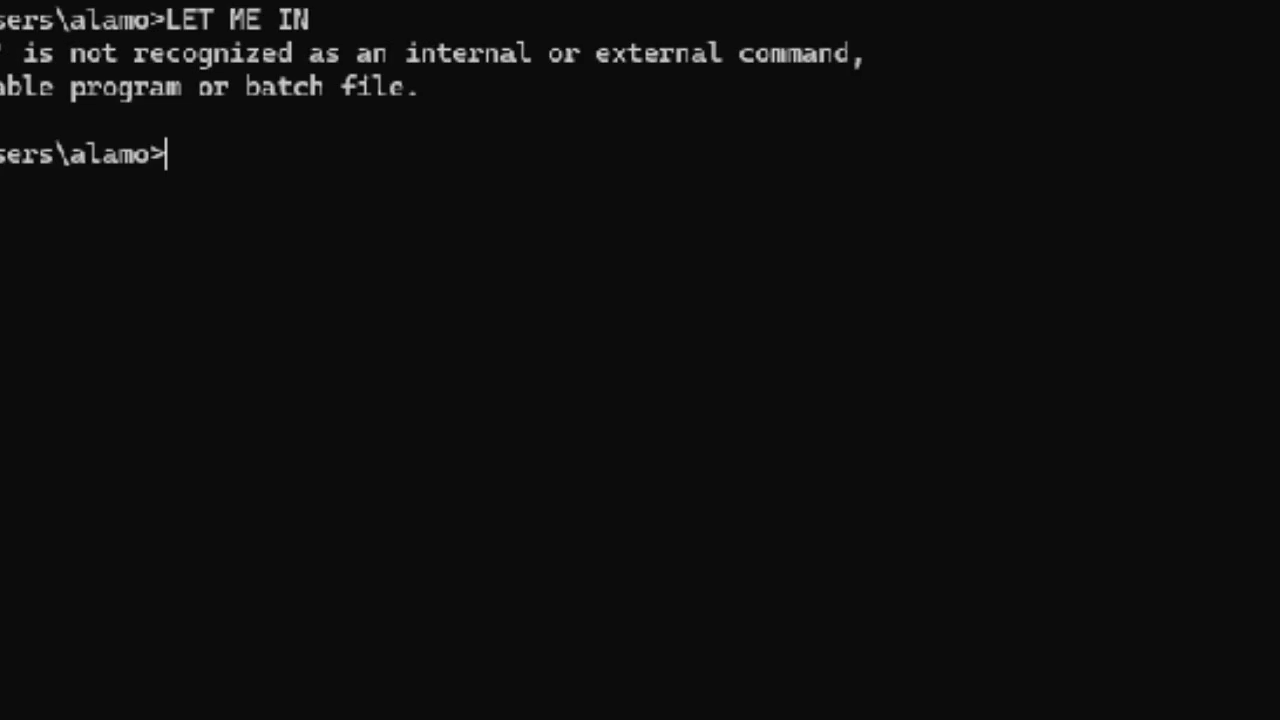 sers\alamo>LET ME IN
' is not recognized as an internal or external command,
able program or batch file.
sers\alamo>